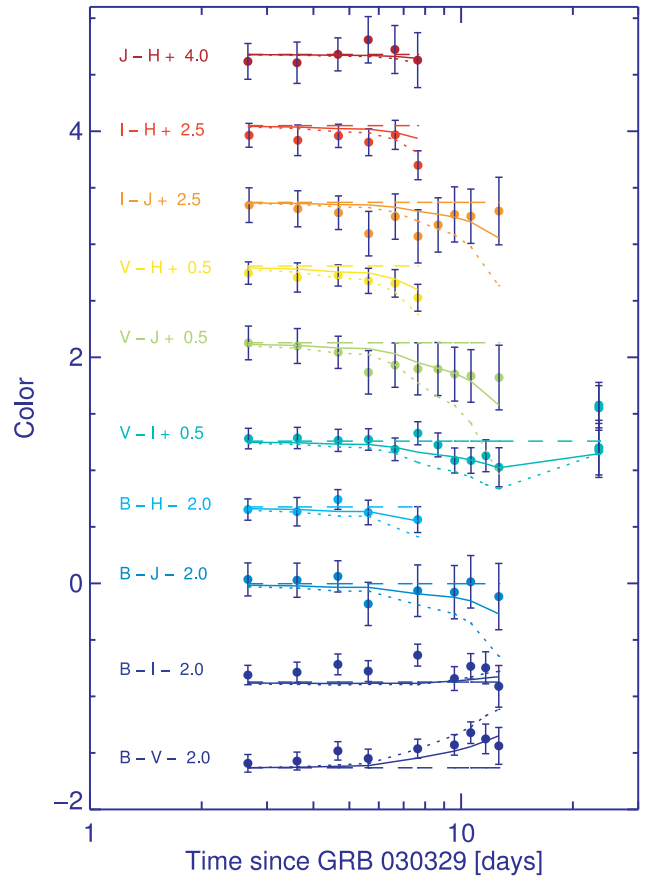 J – H + 4.0
4
I – H + 2.5
I – J + 2.5
V – H + 0.5
2
V – J + 0.5
Color
V – I + 0.5
B – H – 2.0
0
B – J – 2.0
B – I – 2.0
B – V – 2.0
–2
1
10
Time since GRB 030329 [days]